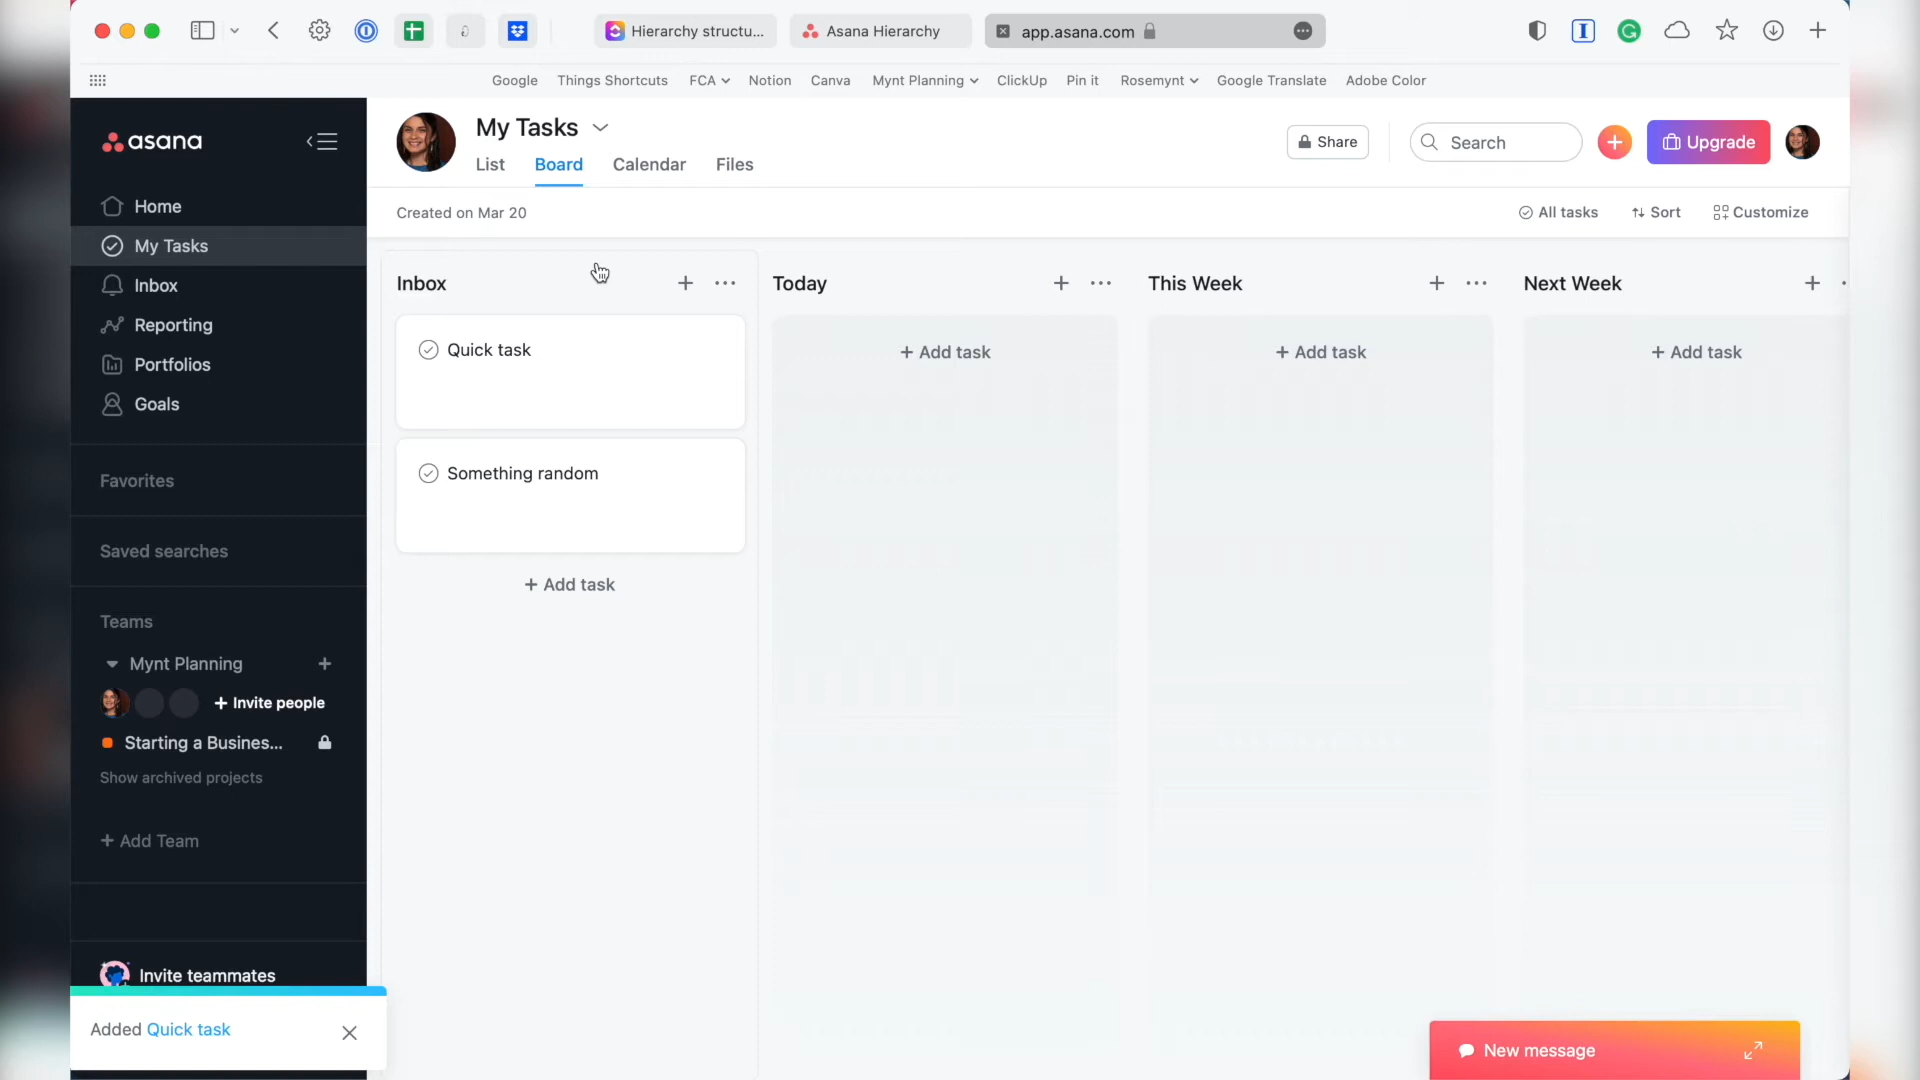 Hierarchy structu...
Asana Hierarchy
app.asana.com
Google
Things Shortcuts
FCA
Notion
Canva
Mynt Planning
ClickUp
Pin it
Rosemynt
Google Translate
Adobe Color
asana
Home
My Tasks
Inbox
Reporting
Portfolios
Goals
Favorites
Saved searches
Teams
Mynt Planning
+ Invite people
Starting a Busines...
Show archived projects
+ Add Team
Invite teammates
Added Quick task
My Tasks
List
Board
Calendar
Files
Share
Search
Upgrade
Created on Mar 20
All tasks
Sort
Customize
Inbox
Quick task
Something random
+ Add task
Today
+ Add task
This Week
+ Add task
Next Week
+ Add task
New message